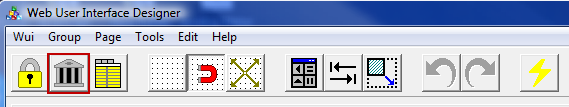 Web User Interface Designer
Wui Group Page Tools Edit Help